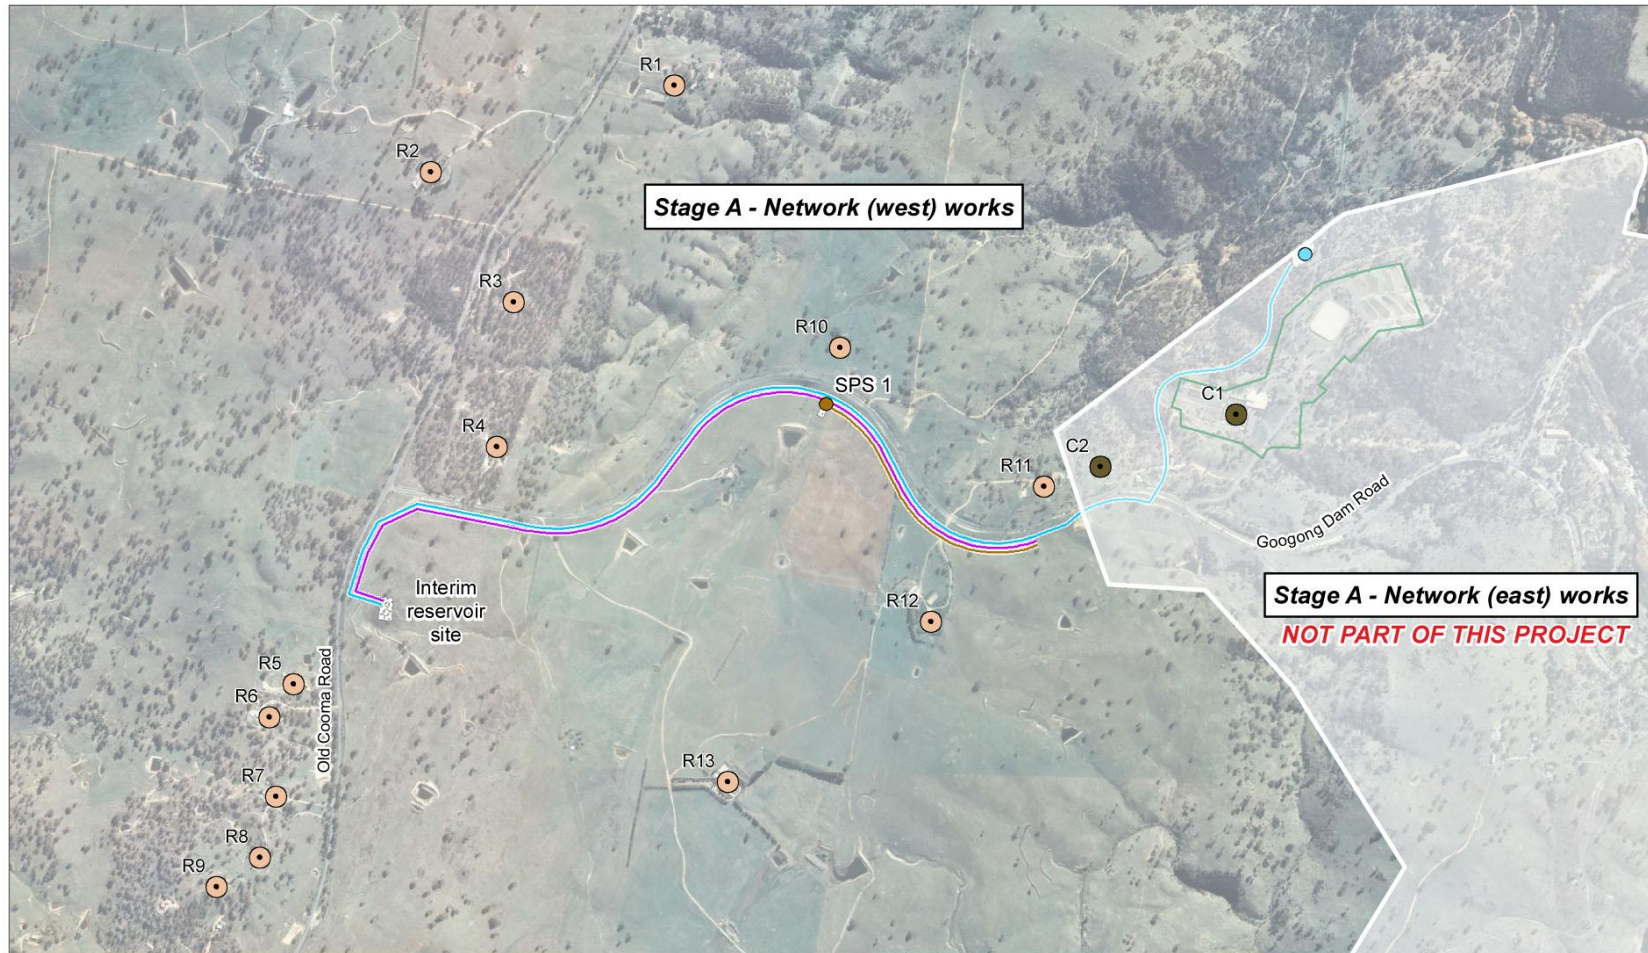 R1
R2
Stage A - Network (west) works
R3
R10
SPS 1
C1
R4
C2
R11
Googong Dam Road
Interim
reservoir
site
R12
Stage A - Network (east) works
NOT PART OF THIS PROJECT
R5
R6
Old Cooma Road
R13
R7
R8
R9